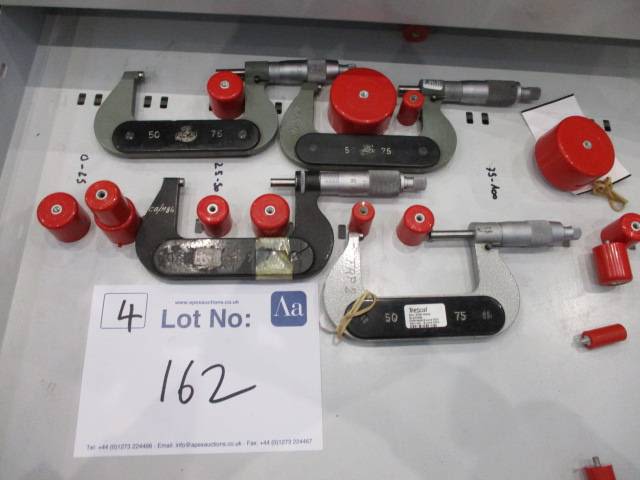 50 75
5 75
0-25
25-50
75-100
50 75
Trescal
www.apexauctions.co.uk
4
Lot No:
Aa
162
Tel: +44 (0)1273 224466 - Email: info@apexauctions.co.uk - Fax: +44 (0)1273 224467